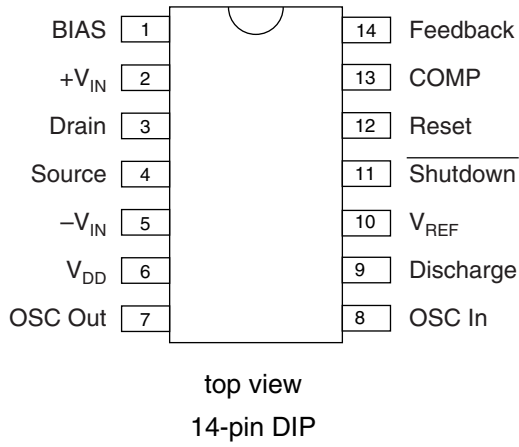 BIAS 1 14 Feedback
+VIN 2 13 COMP
Drain 3 12 Reset
Source 4 11 Shutdown
–VIN 5 10 VREF
VDD 6 9 Discharge
OSC Out 7 8 OSC In
top view
14-pin DIP